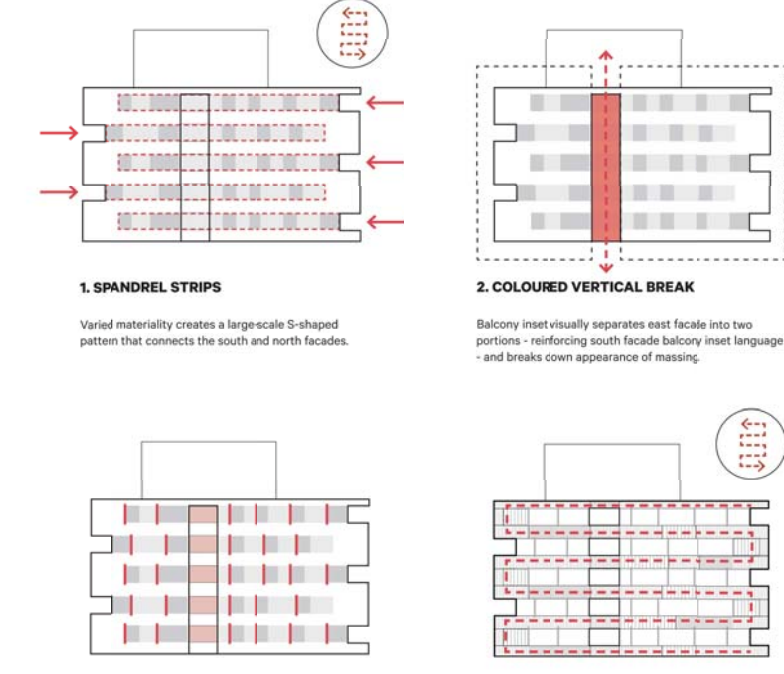 1. SPANDREL STRIPS
Varied materiality creates a large-scale S-shaped
pattern that connects the south and north facades.
2. COLOURED VERTICAL BREAK
Balcony inset visually separates east facade into two
portions - reinforcing south facade balcony inset language
- and breaks down appearance of massing.